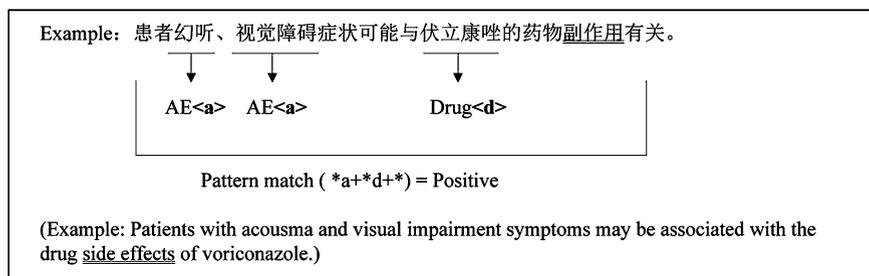 Example：患者幻听、视觉障碍症状可能与伏立康唑的药物副作用有关。
AE<a> AE<a> Drug<d>
Pattern match ( *a+*d+*) = Positive
(Example: Patients with acousma and visual impairment symptoms may be associated with the
drug side effects of voriconazole.)